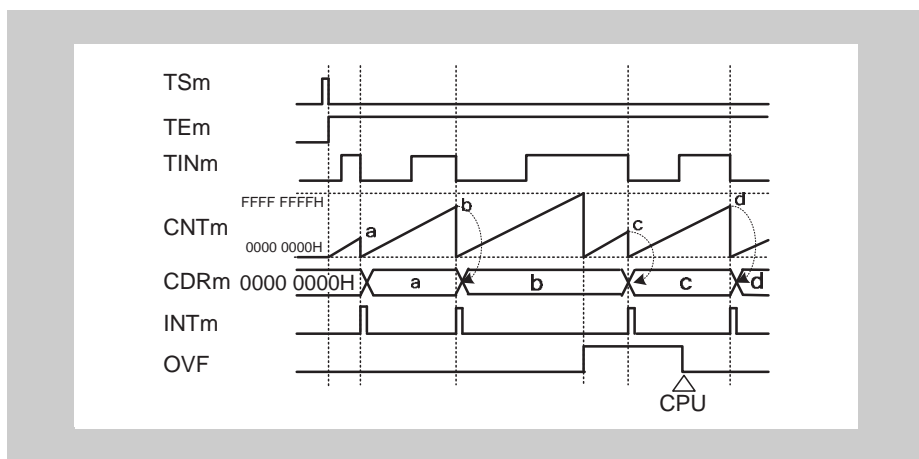 TSm
TEm
TINm
FFFF FFFFH
CNTm
0000 0000H
a
b
c
d
CDRm 0000 0000H a b c d
INTm
OVF
CPU